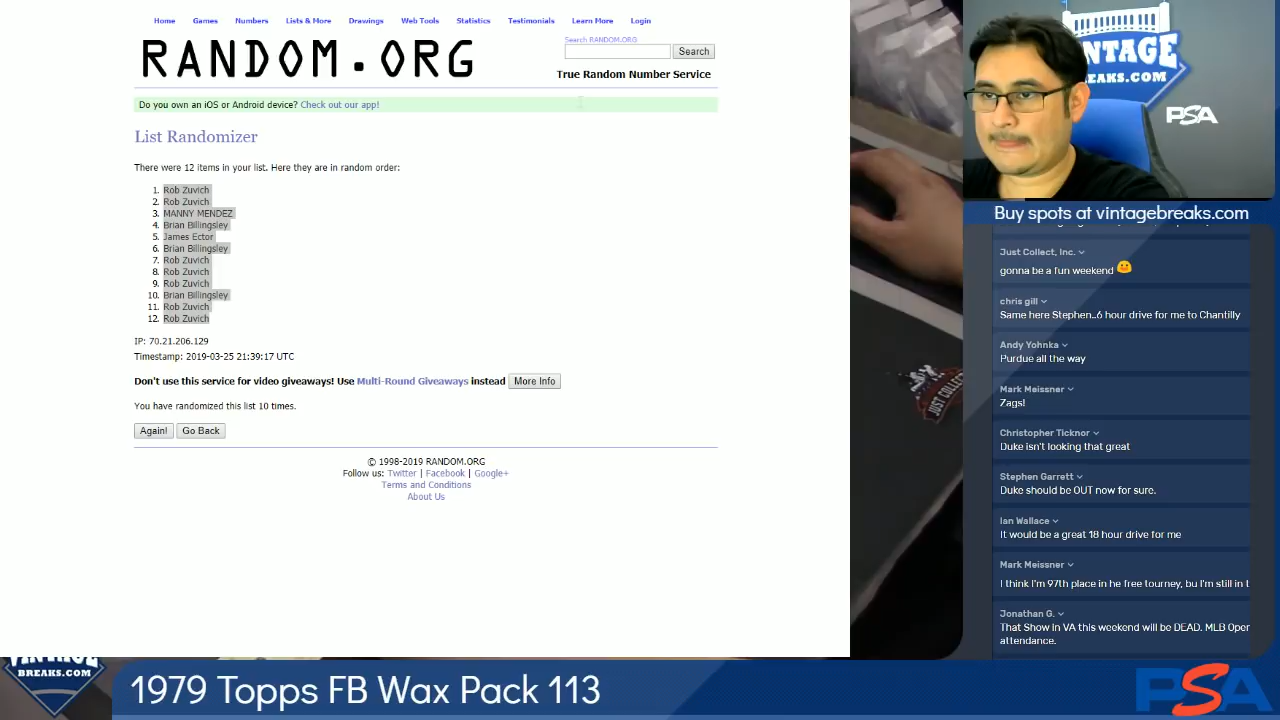 Home Games Numbers Lists & More Drawings Web Tools Statistics Testimonials Learn More Login
RANDOM.ORG
Search RANDOM.ORG
Search
True Random Number Service
Do you own an iOS or Android device? Check out our app!
List Randomizer
There were 12 items in your list. Here they are in random order:
1. Rob Zuvich
2. Rob Zuvich
3. MANNY MENDEZ
4. Brian Billingsley
5. James Ector
6. Brian Billingsley
7. Rob Zuvich
8. Rob Zuvich
9. Rob Zuvich
10. Brian Billingsley
11. Rob Zuvich
12. Rob Zuvich
IP: 70.21.206.129
Timestamp: 2019-03-25 21:39:17 UTC
Don't use this service for video giveaways! Use Multi-Round Giveaways instead More Info
You have randomized this list 10 times.
Again! Go Back
© 1998-2019 RANDOM.ORG
Follow us: Twitter | Facebook | Google+
Terms and Conditions
About Us
VINTAGE
BREAKS.COM
PSA
Buy spots at vintagebreaks.com
Just Collect, Inc.
gonna be a fun weekend
chris gill
Same here Stephen..6 hour drive for me to Chantilly
Andy Yohnka
Purdue all the way
Mark Meissner
Zags!
Christopher Ticknor
Duke isn't looking that great
Stephen Garrett
Duke should be OUT now for sure.
Ian Wallace
It would be a great 18 hour drive for me
Mark Meissner
I think I'm 97th place in he free tourney, bu I'm still in t
Jonathan G.
That Show in VA this weekend will be DEAD. MLB Oper
attendance.
JUST COLLECT
VINTAGE
BREAKS.COM
1979 Topps FB Wax Pack 113
PSA